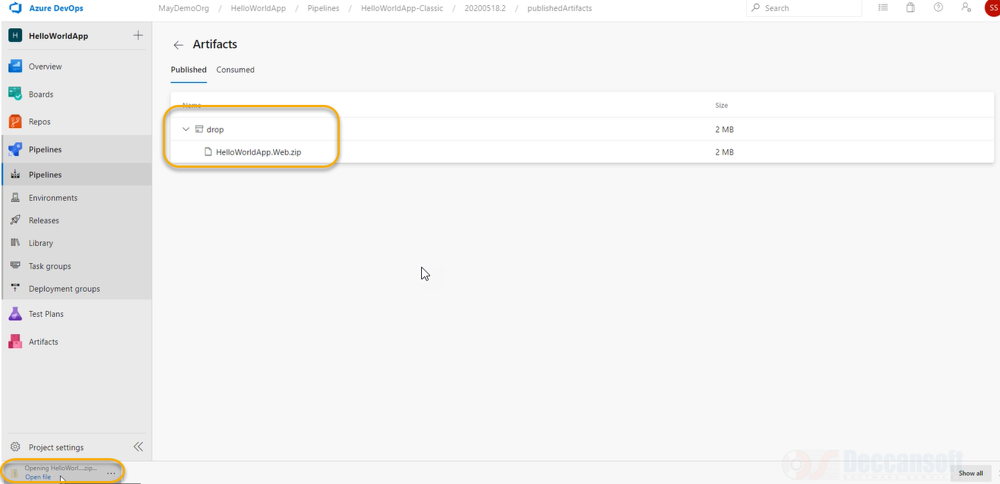 Azure DevOps
MayDemoOrg / HelloWorldApp / Pipelines / HelloWorldApp-Classic / 20200518.2 / publishedArtifacts
Search
SS
H HelloWorldApp
Overview
Boards
Repos
Pipelines
Pipelines
Environments
Releases
Library
Task groups
Deployment groups
Test Plans
Artifacts
Project settings
Artifacts
Published Consumed
Name Size
drop 2 MB
HelloWorldApp.Web.zip 2 MB
Opening HelloWorl....zip...
Open file
Deccansoft
SOFTWARE SERVICES
Show all